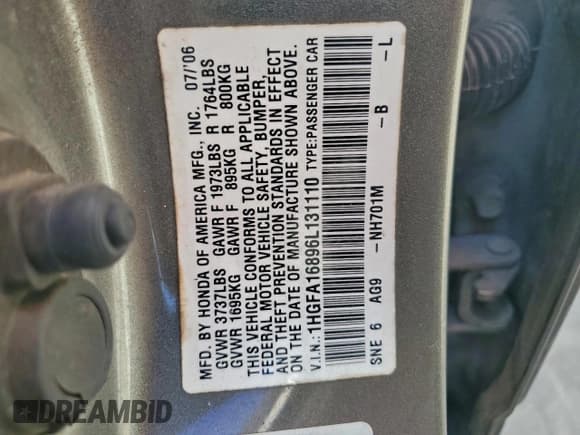 MFD. BY HONDA OF AMERICA MFG., INC. 07/'06
GVWR 3737LBS GAWR F 1973LBS R 1764LBS
GVWR 1695KG GAWR F 895KG R 800KG
THIS VEHICLE CONFORMS TO ALL APPLICABLE
FEDERAL MOTOR VEHICLE SAFETY, BUMPER,
AND THEFT PREVENTION STANDARDS IN EFFECT
ON THE DATE OF MANUFACTURE SHOWN ABOVE.
V.I.N.:1HGFA16896L131110 TYPE:PASSENGER CAR
SNE 6 AG9 -NH701M -B -L
DREAMBID